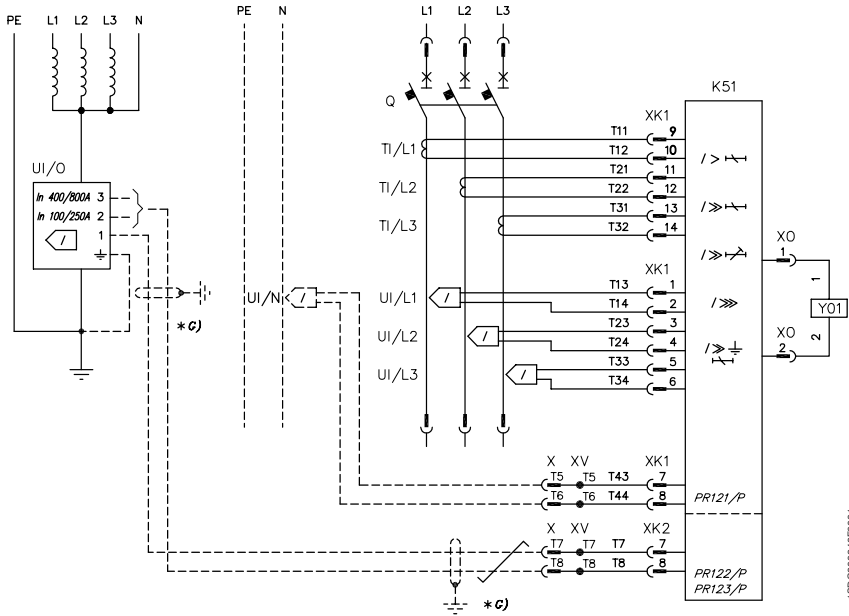 PE L1 L2 L3 N
PE N
L1 L2 L3
K51
Q
XK1
T11 9
TI/L1 T12 10
T21 11
TI/L2 T22 12
T31 13
TI/L3 T32 14
I >
I ≫
I ≫
I ⋙
I ≫
UI/O
In 400/800A 3
In 100/250A 2
I 1
*G)
UI/N I
XK1
T13 1
UI/L1 I T14 2
T23 3
UI/L2 I T24 4
T33 5
UI/L3 I T34 6
XO
1
1
Y01
2
XO
2
X XV XK1
T5 T5 T43 7
T6 T6 T44 8
PR121/P
X XV XK2
T7 T7 T7 7
T8 T8 T8 8
PR122/P
PR123/P
*G)